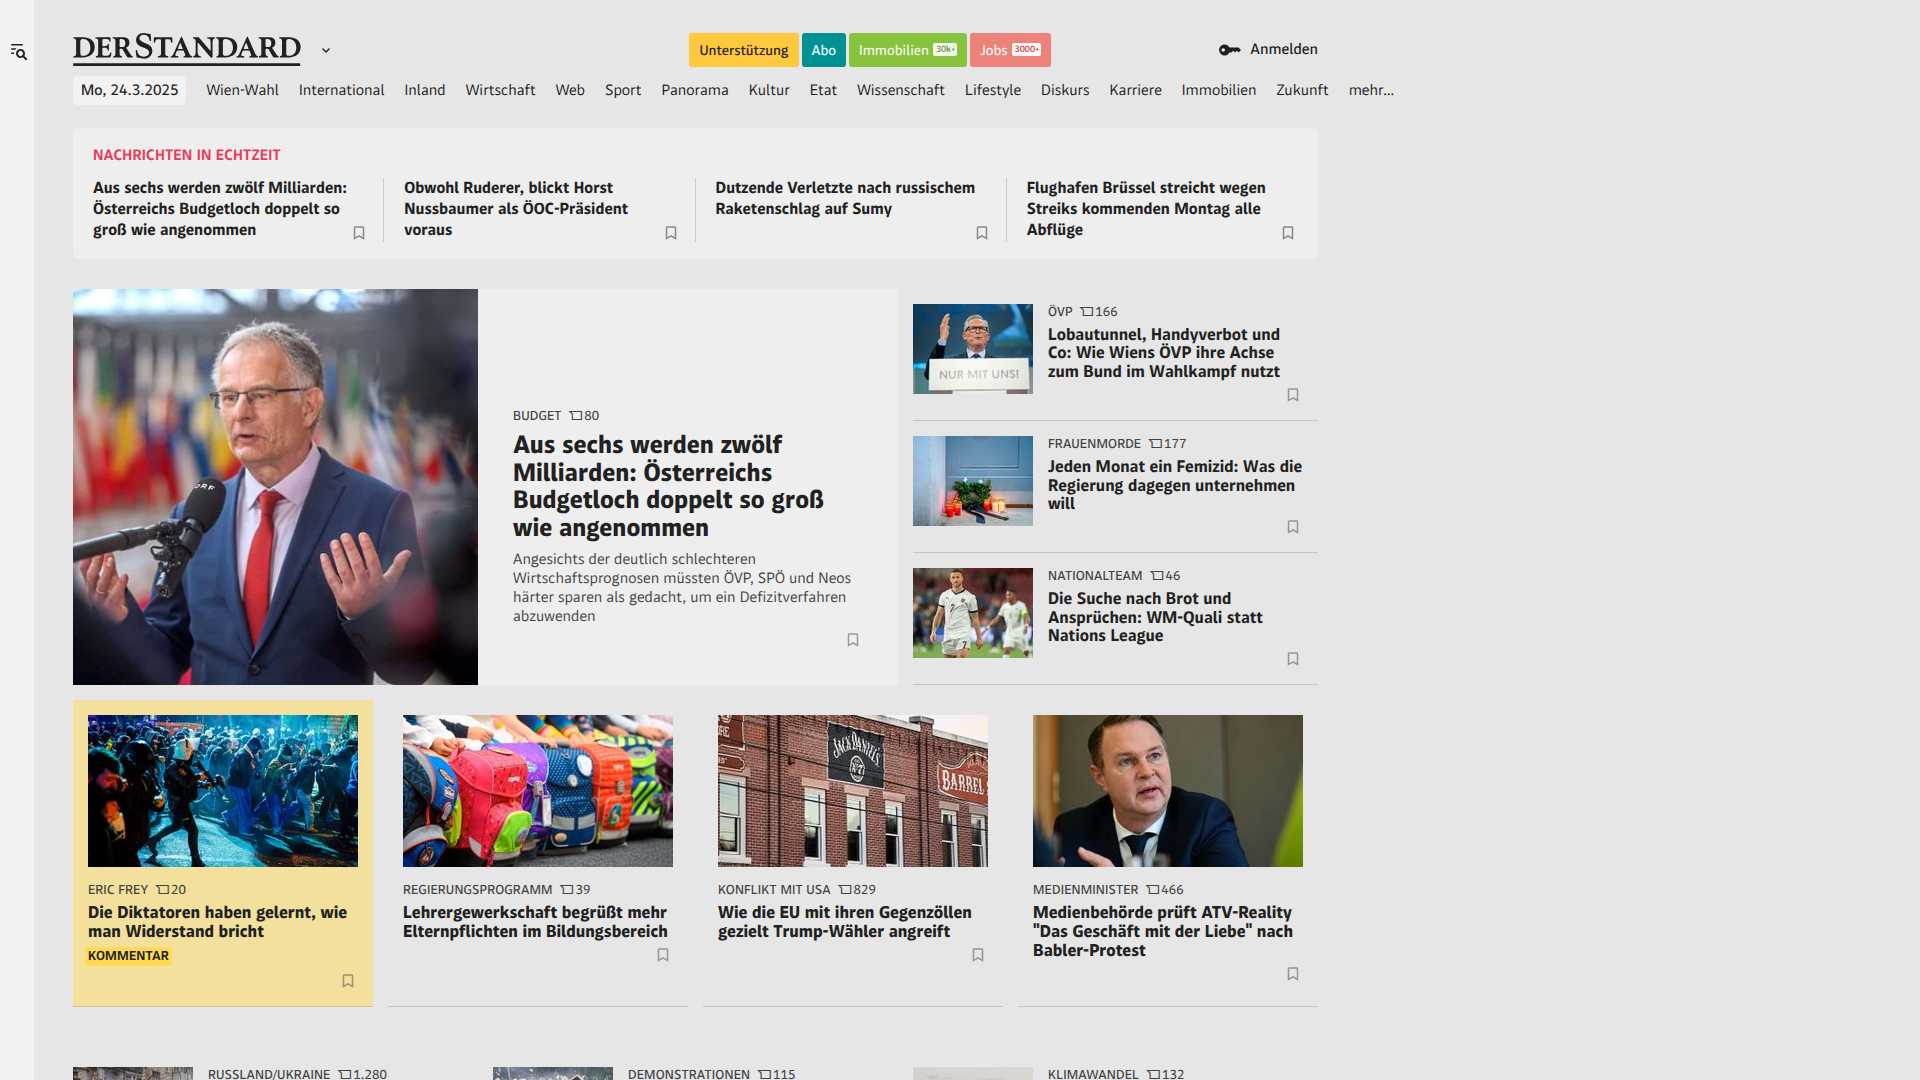 DERSTANDARD
Unterstützung
Abo
Immobilien 30k+
Jobs 3000+
Anmelden
Mo, 24.3.2025
Wien-Wahl
International
Inland
Wirtschaft
Web
Sport
Panorama
Kultur
Etat
Wissenschaft
Lifestyle
Diskurs
Karriere
Immobilien
Zukunft
mehr...
NACHRICHTEN IN ECHTZEIT
Aus sechs werden zwölf Milliarden:
Österreichs Budgetloch doppelt so
groß wie angenommen
Obwohl Ruderer, blickt Horst
Nussbaumer als ÖOC-Präsident
voraus
Dutzende Verletzte nach russischem
Raketenschlag auf Sumy
Flughafen Brüssel streicht wegen
Streiks kommenden Montag alle
Abflüge
ORF
BUDGET 80
Aus sechs werden zwölf
Milliarden: Österreichs
Budgetloch doppelt so groß
wie angenommen
Angesichts der deutlich schlechteren
Wirtschaftsprognosen müssten ÖVP, SPÖ und Neos
härter sparen als gedacht, um ein Defizitverfahren
abzuwenden
NUR MIT UNS!
ÖVP 166
Lobautunnel, Handyverbot und
Co: Wie Wiens ÖVP ihre Achse
zum Bund im Wahlkampf nutzt
FRAUENMORDE 177
Jeden Monat ein Femizid: Was die
Regierung dagegen unternehmen
will
NATIONALTEAM 46
Die Suche nach Brot und
Ansprüchen: WM-Quali statt
Nations League
ERIC FREY 20
Die Diktatoren haben gelernt, wie
man Widerstand bricht
KOMMENTAR
REGIERUNGSPROGRAMM 39
Lehrergewerkschaft begrüßt mehr
Elternpflichten im Bildungsbereich
JACK DANIEL'S
BARREL
KONFLIKT MIT USA 829
Wie die EU mit ihren Gegenzöllen
gezielt Trump-Wähler angreift
MEDIENMINISTER 466
Medienbehörde prüft ATV-Reality
"Das Geschäft mit der Liebe" nach
Babler-Protest
RUSSLAND/UKRAINE 1.280
DEMONSTRATIONEN 115
KLIMAWANDEL 132